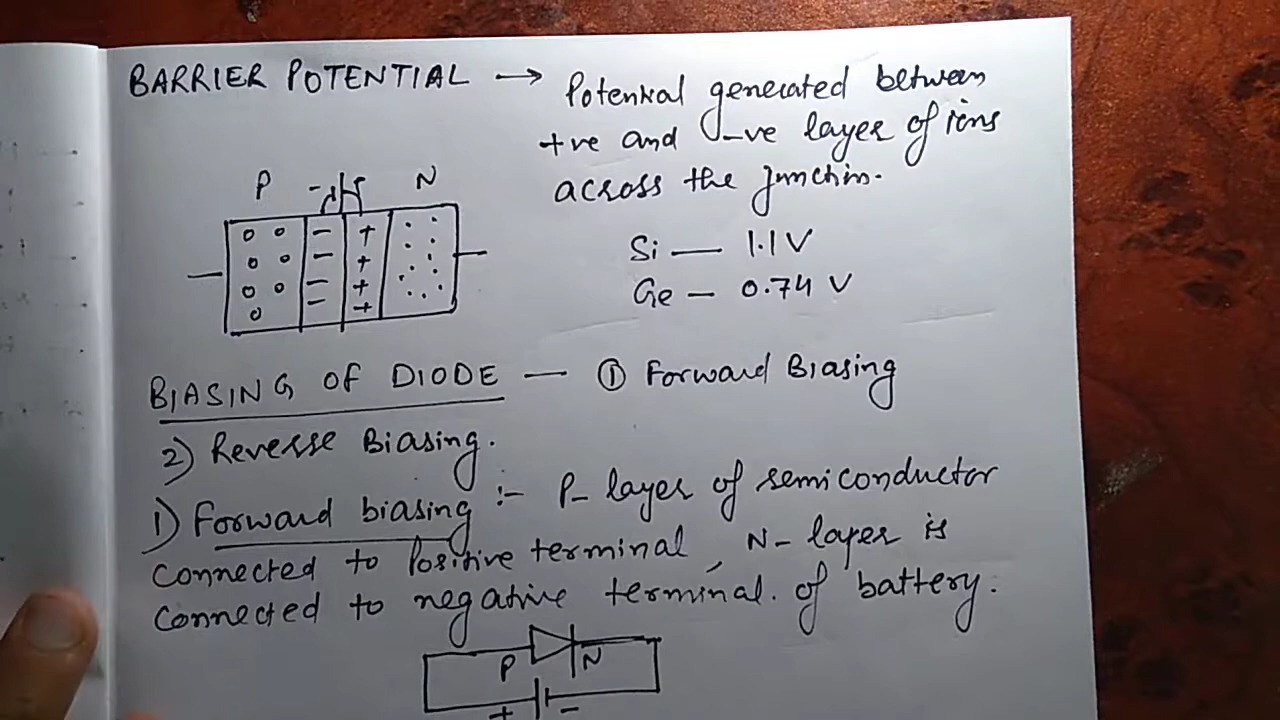 BARRIER POTENTIAL → Potential generated between
+ve and -ve layer of ions
across the junction.
P - + N
- +
- +
- +
- +
Si — 1.1 V
Ge — 0.74 V
BIASING OF DIODE — ① Forward Biasing
2) Reverse Biasing.
1) Forward biasing :- P- layer of semiconductor
connected to Positive terminal, N- layer is
connected to negative terminal. of battery.
P N
+ -